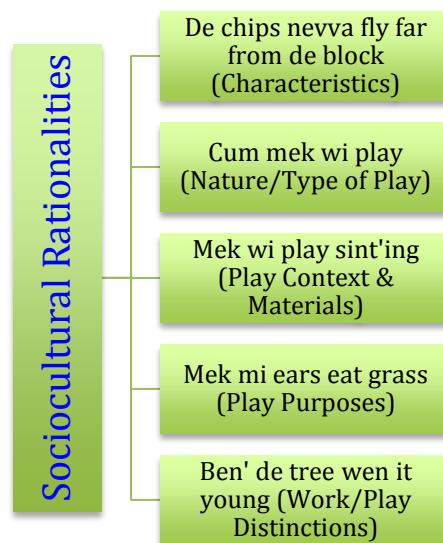 Sociocultural Rationalities
De chips nevva fly far
from de block
(Characteristics)
Cum mek wi play
(Nature/Type of Play)
Mek wi play sint'ing
(Play Context &
Materials)
Mek mi ears eat grass
(Play Purposes)
Ben' de tree wen it
young (Work/Play
Distinctions)